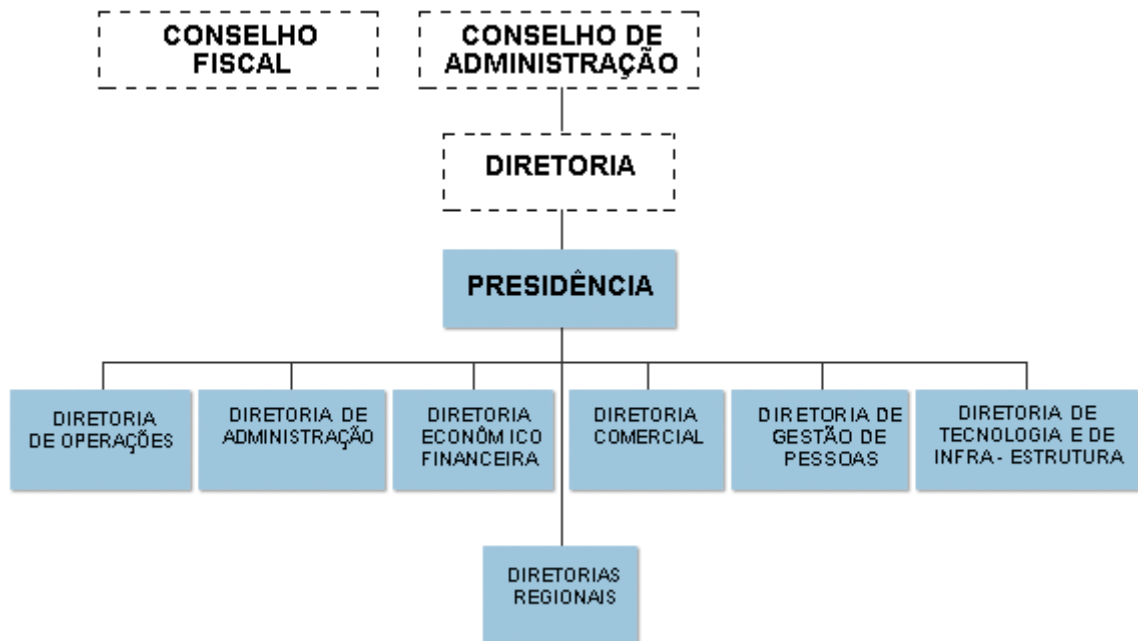 CONSELHO
FISCAL
CONSELHO DE
ADMINISTRAÇÃO
DIRETORIA
PRESIDÊNCIA
DIRETORIA
DE OPERAÇÕES
DIRETORIA DE
ADMINISTRAÇÃO
DIRETORIA
ECONÔMICO
FINANCEIRA
DIRETORIA
COMERCIAL
DIRETORIA DE
GESTÃO DE
PESSOAS
DIRETORIA DE
TECNOLOGIA E DE
INFRA - ESTRUTURA
DIRETORIAS
REGIONAIS